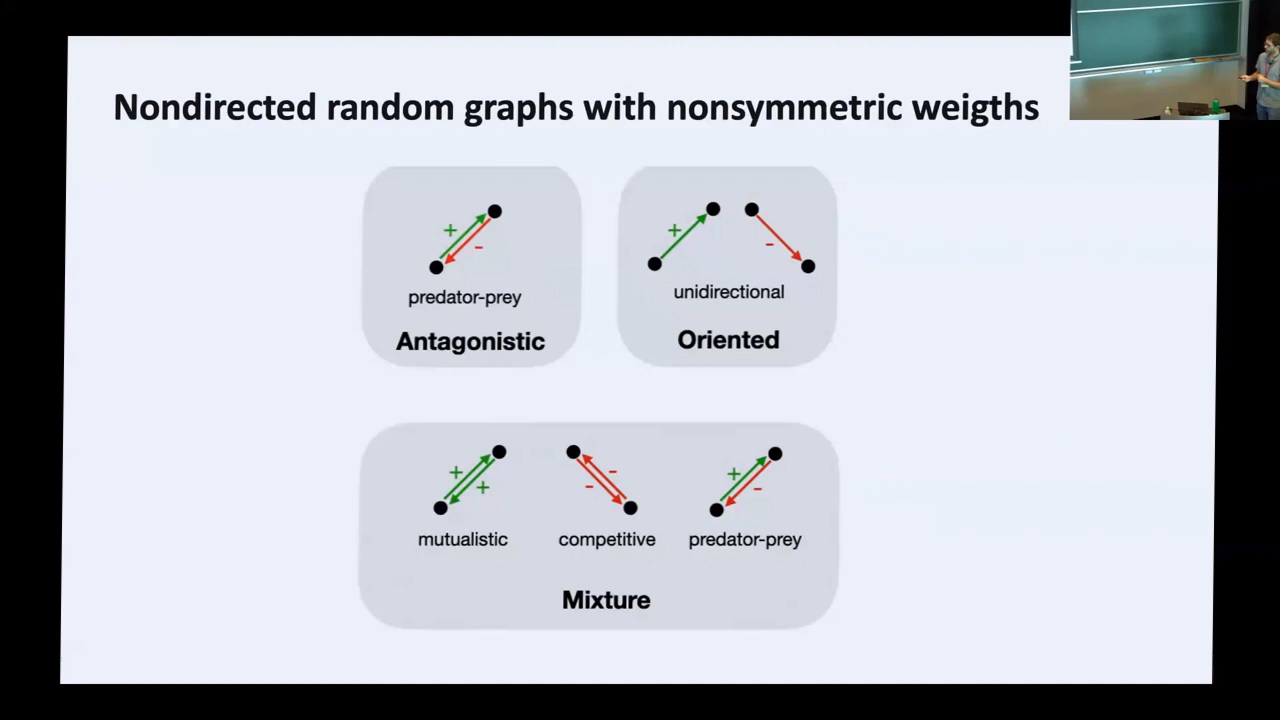 Nondirected random graphs with nonsymmetric weigths
+
-
predator-prey
Antagonistic
+
-
unidirectional
Oriented
+
+
mutualistic
-
-
competitive
+
-
predator-prey
Mixture